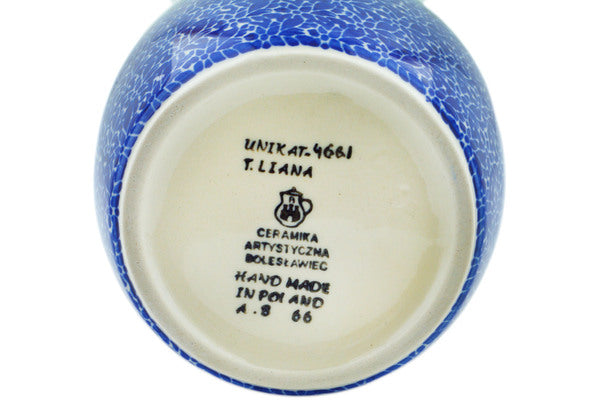 UNIKAT-4661
T. LIANA
CERAMIKA
ARTYSTYCZNA
BOLESŁAWIEC
HAND MADE
IN POLAND
A.8 66